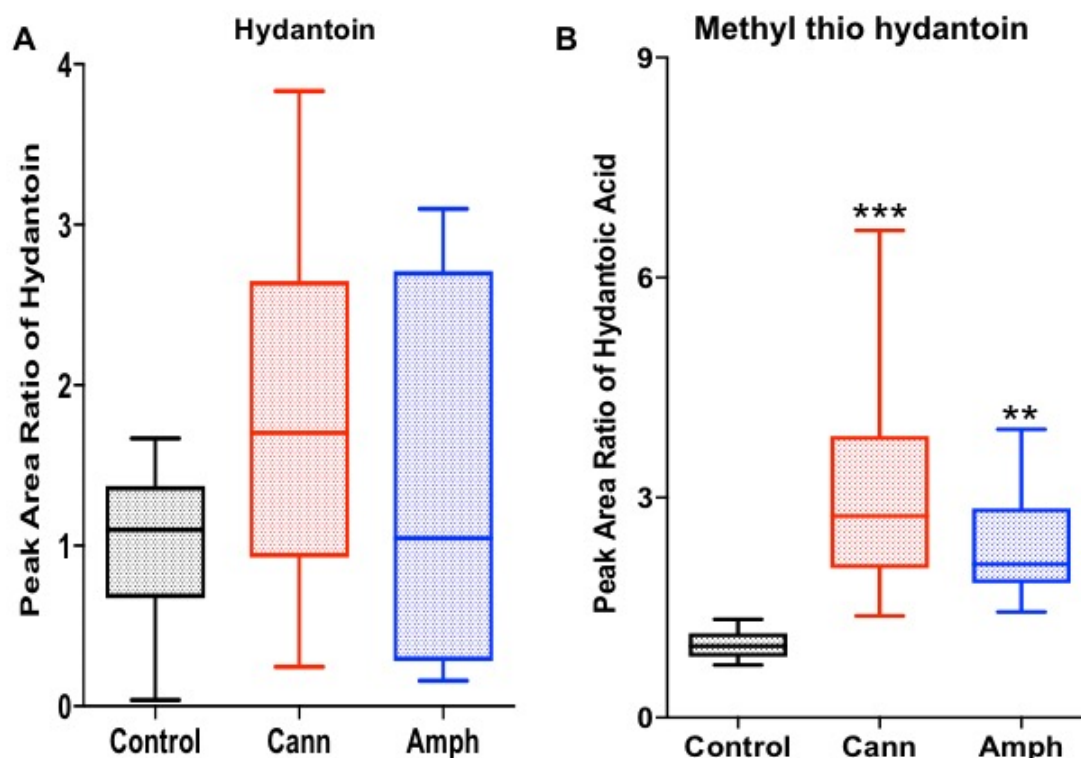 A
Hydantoin
Peak Area Ratio of Hydantoin
4
3
2
1
0
Control Cann Amph
B
Methyl thio hydantoin
Peak Area Ratio of Hydantoic Acid
9
6
3
0
***
**
Control Cann Amph